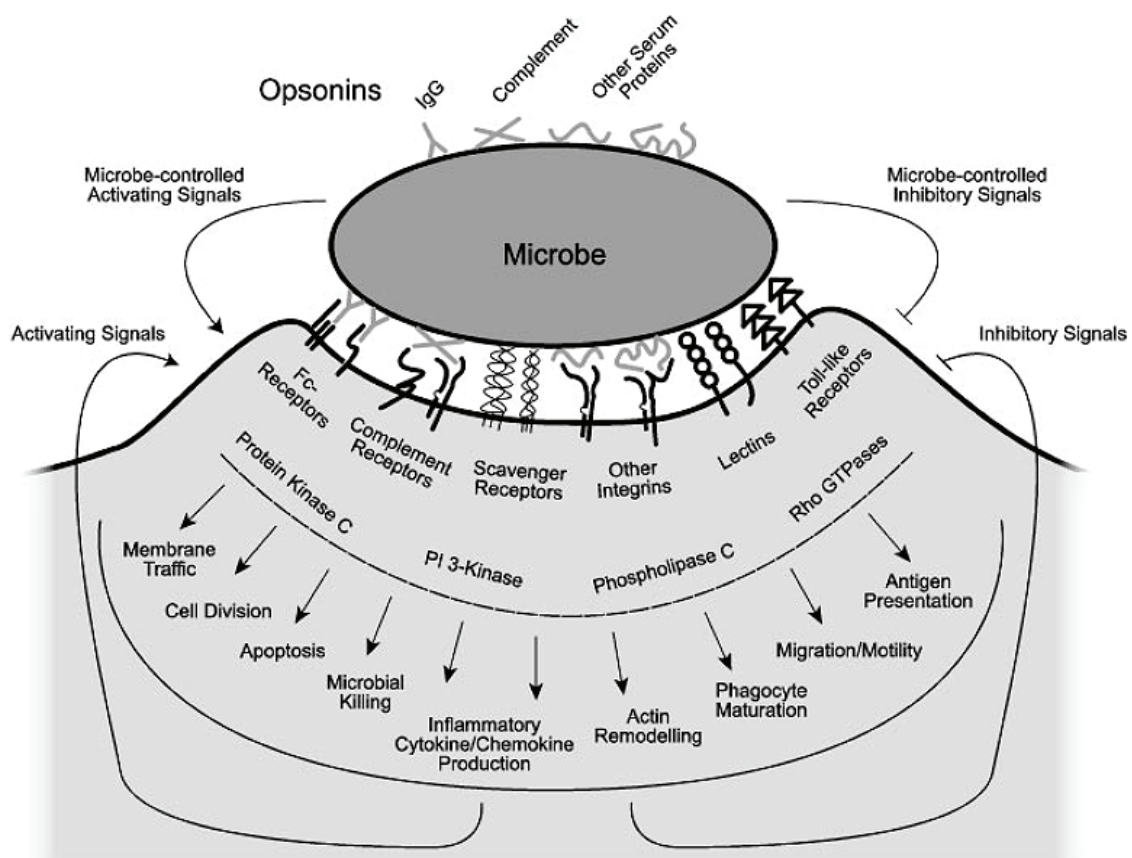 Opsonins
IgG
Complement
Other Serum
Proteins
Microbe-controlled
Activating Signals
Microbe-controlled
Inhibitory Signals
Microbe
Activating Signals
Inhibitory Signals
Fc-
Receptors
Complement
Receptors
Scavenger
Receptors
Other
Integrins
Lectins
Toll-like
Receptors
Protein Kinase C
PI 3-Kinase
Phospholipase C
Rho GTPases
Membrane
Traffic
Cell Division
Apoptosis
Microbial
Killing
Inflammatory
Cytokine/Chemokine
Production
Actin
Remodelling
Phagocyte
Maturation
Migration/Motility
Antigen
Presentation